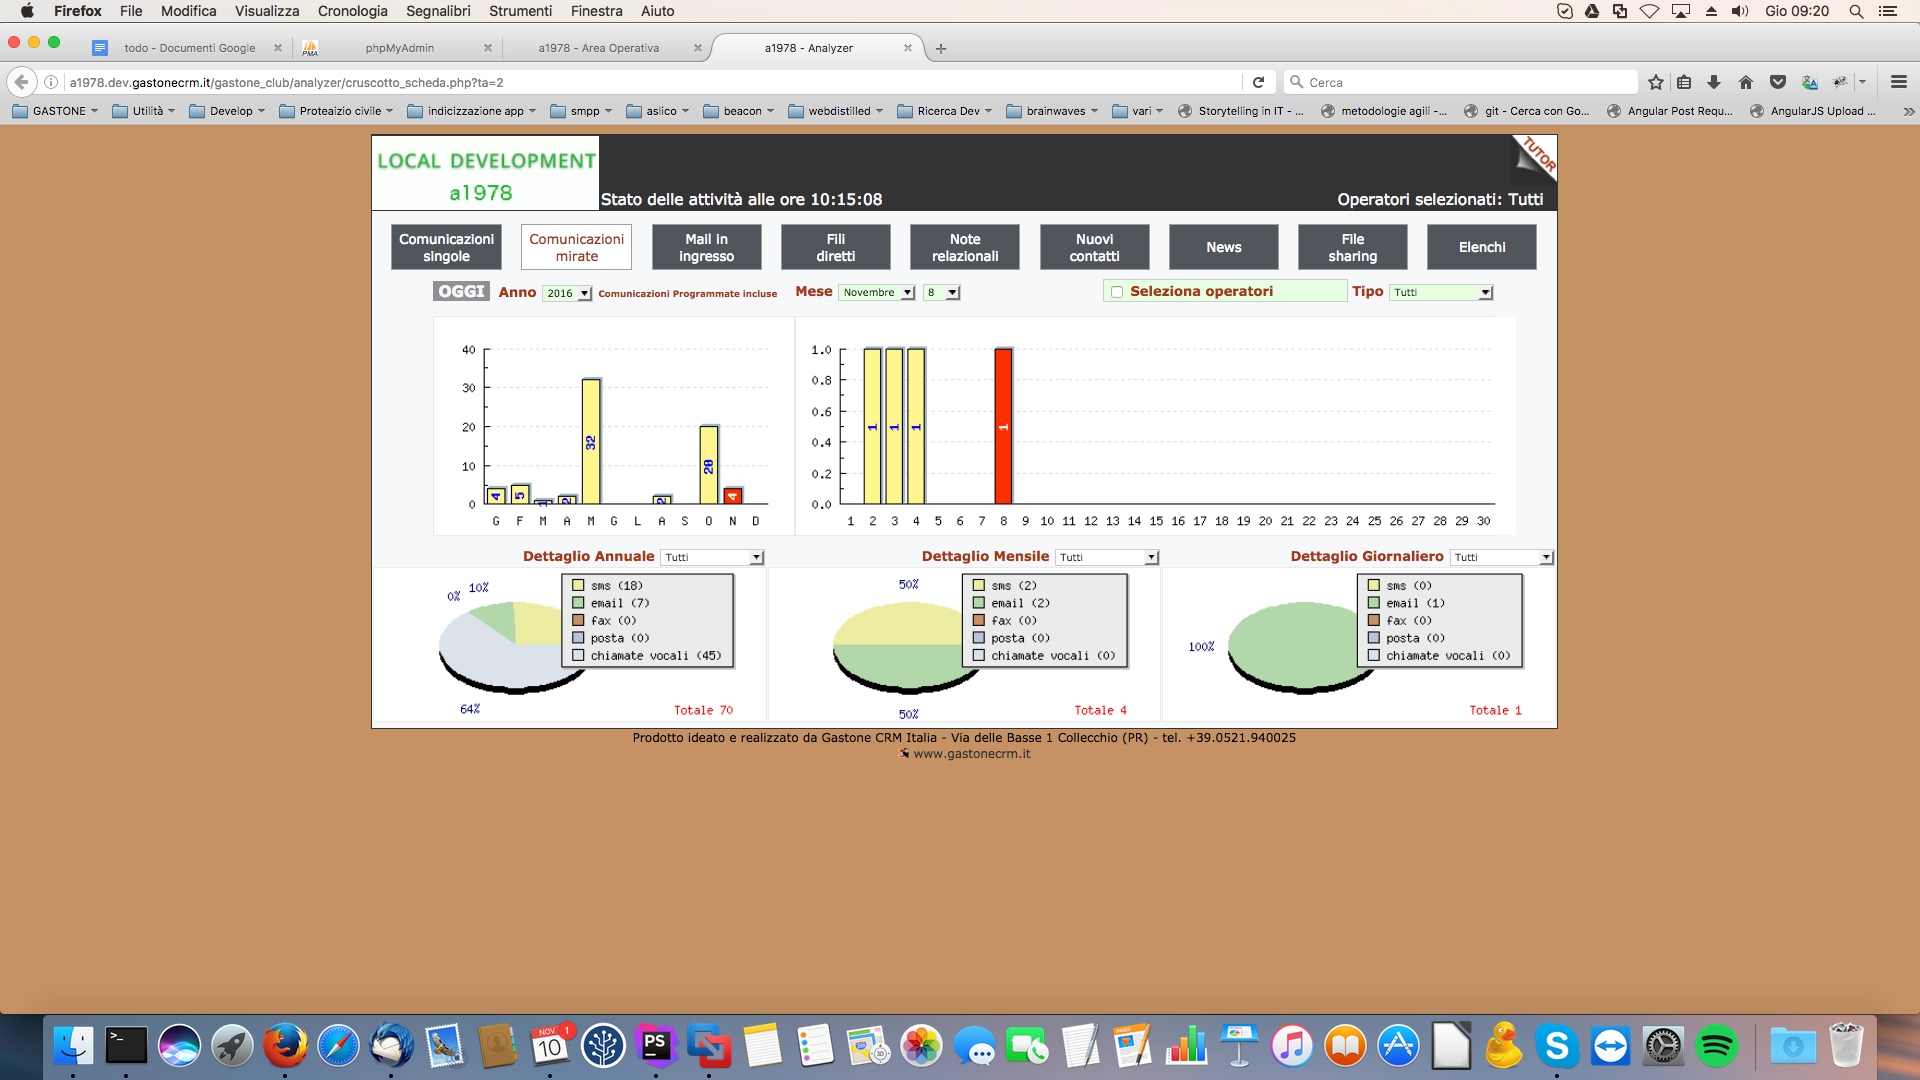 Firefox File Modifica Visualizza Cronologia Segnalibri Strumenti Finestra Aiuto Gio 09:20
todo - Documenti Google phpMyAdmin a1978 - Area Operativa a1978 - Analyzer
a1978.dev.gastonecrm.it/gastone_club/analyzer/cruscotto_scheda.php?ta=2 Cerca
GASTONE Utilità Develop Proteaizio civile indicizzazione app smpp aslico beacon webdistilled Ricerca Dev brainwaves vari Storytelling in IT - ... metodologie agili -... git - Cerca con Go... Angular Post Requ... AngularJS Upload ...
LOCAL DEVELOPMENT
a1978
TUTOR
Stato delle attività alle ore 10:15:08 Operatori selezionati: Tutti
Comunicazioni singole Comunicazioni mirate Mail in ingresso Fili diretti Note relazionali Nuovi contatti News File sharing Elenchi
OGGI Anno 2016 Comunicazioni Programmate incluse Mese Novembre 8 Seleziona operatori Tipo Tutti
40
30
20
10
0
4 5 1 2 32 2 20 4
G F M A M G L A S O N D
1.0
0.8
0.6
0.4
0.2
0.0
1 1 1 1
1 2 3 4 5 6 7 8 9 10 11 12 13 14 15 16 17 18 19 20 21 22 23 24 25 26 27 28 29 30
Dettaglio Annuale Tutti Dettaglio Mensile Tutti Dettaglio Giornaliero Tutti
0% 10% 64%
sms (18)
email (7)
fax (0)
posta (0)
chiamate vocali (45)
Totale 70
50% 50%
sms (2)
email (2)
fax (0)
posta (0)
chiamate vocali (0)
Totale 4
100%
sms (0)
email (1)
fax (0)
posta (0)
chiamate vocali (0)
Totale 1
Prodotto ideato e realizzato da Gastone CRM Italia - Via delle Basse 1 Collecchio (PR) - tel. +39.0521.940025
www.gastonecrm.it
NOV 1
10
PS